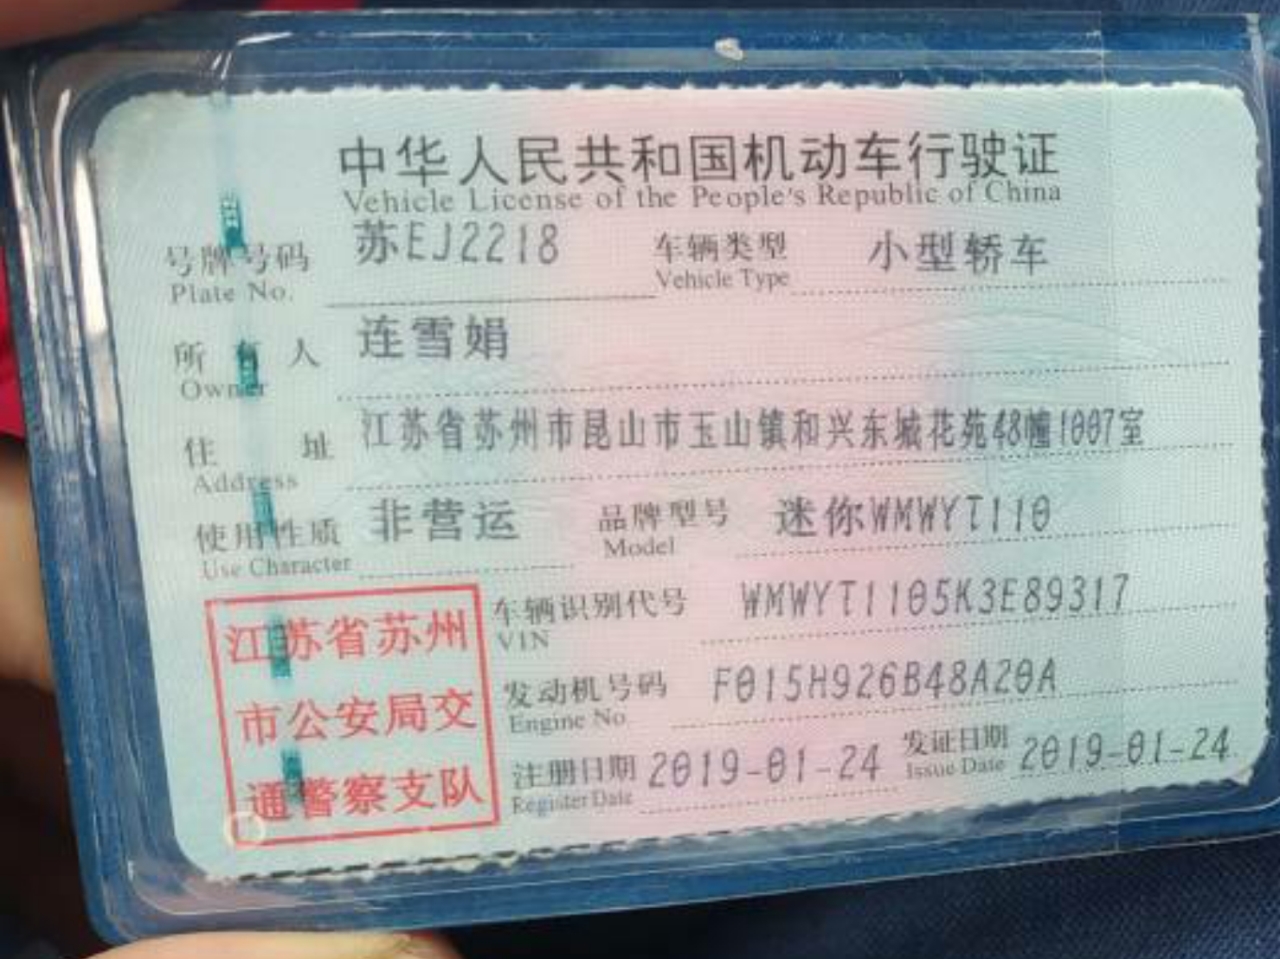 中华人民共和国机动车行驶证
Vehicle License of the People's Republic of China
号牌号码 苏EJ2218 车辆类型 小型轿车
Plate No. Vehicle Type
所有人 连雪娟
Owner
住址 江苏省苏州市昆山市玉山镇和兴东城花苑48幢1007室
Address
使用性质 非营运 品牌型号 迷你WMWYT110
Use Character Model
江苏省苏州
市公安局交
通警察支队
车辆识别代号 WMWYT1105K3E89317
VIN
发动机号码 F015H926B48A20A
Engine No.
注册日期 2019-01-24 发证日期 2019-01-24
Register Date Issue Date